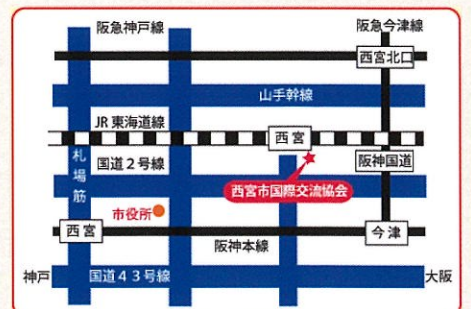 阪急神戸線
阪急今津線
西宮北口
山手幹線
JR東海道線
西宮
札場筋
国道2号線
阪神国道
西宮市国際交流協会
市役所
西宮
今津
阪神本線
神戸
国道43号線
大阪